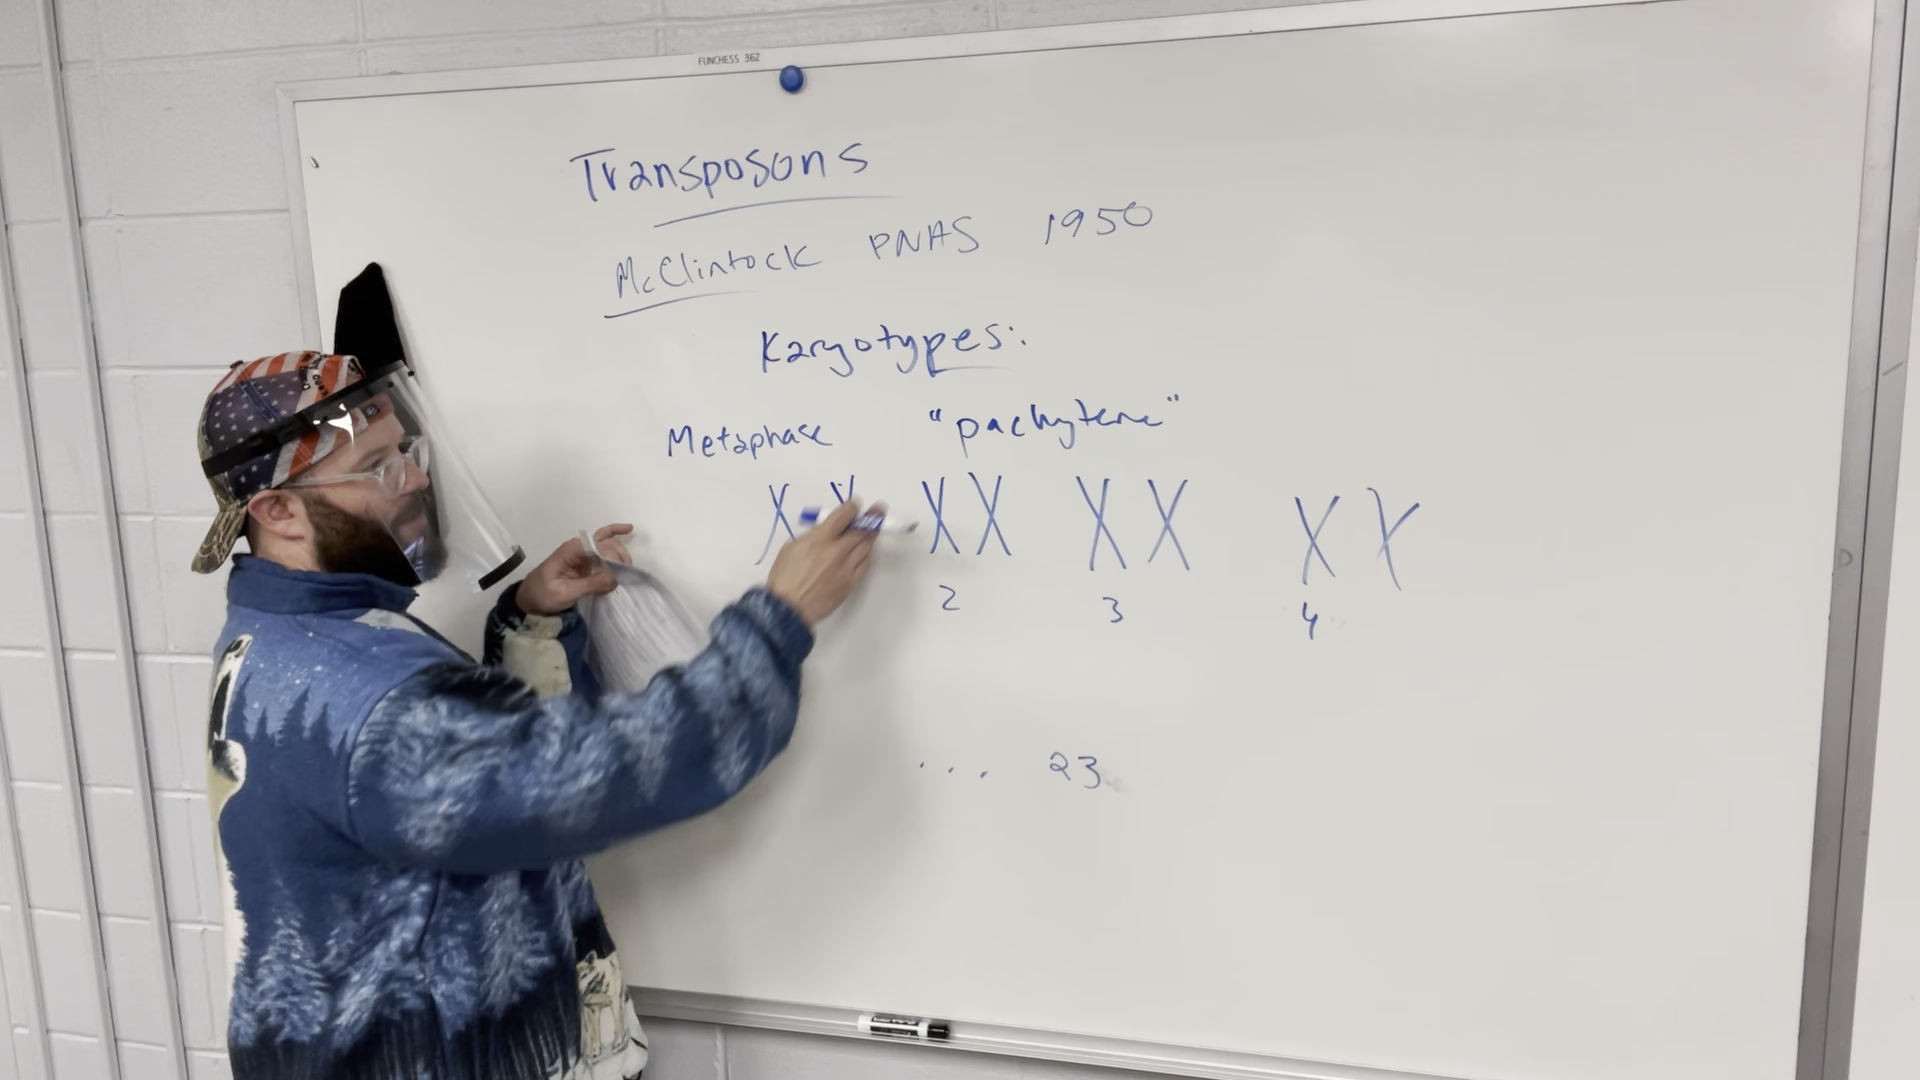 FUNCHESS 362
Transposons
McClintock PNAS 1950
Karyotypes:
Metaphase "pachytene"
X X X X X X X X
2 3 4
... 23